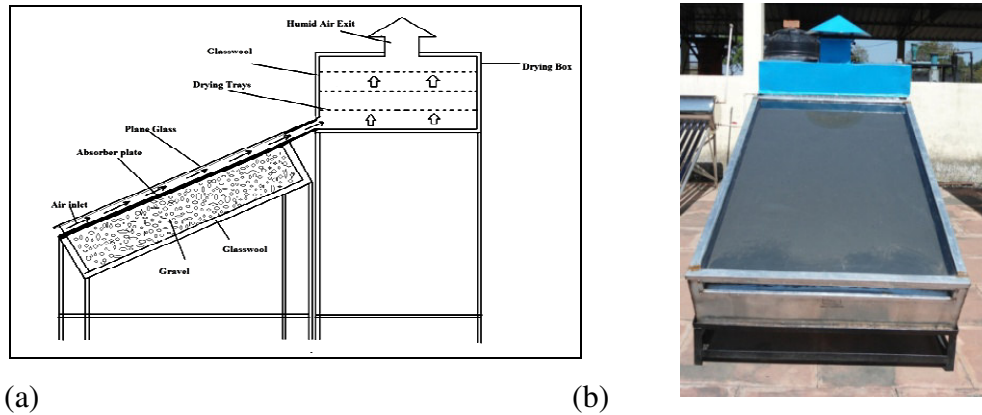 Humid Air Exit
Glasswool
Drying Box
Drying Trays
Plane Glass
Absorber plate
Air inlet
Glasswool
Gravel
(a)
(b)